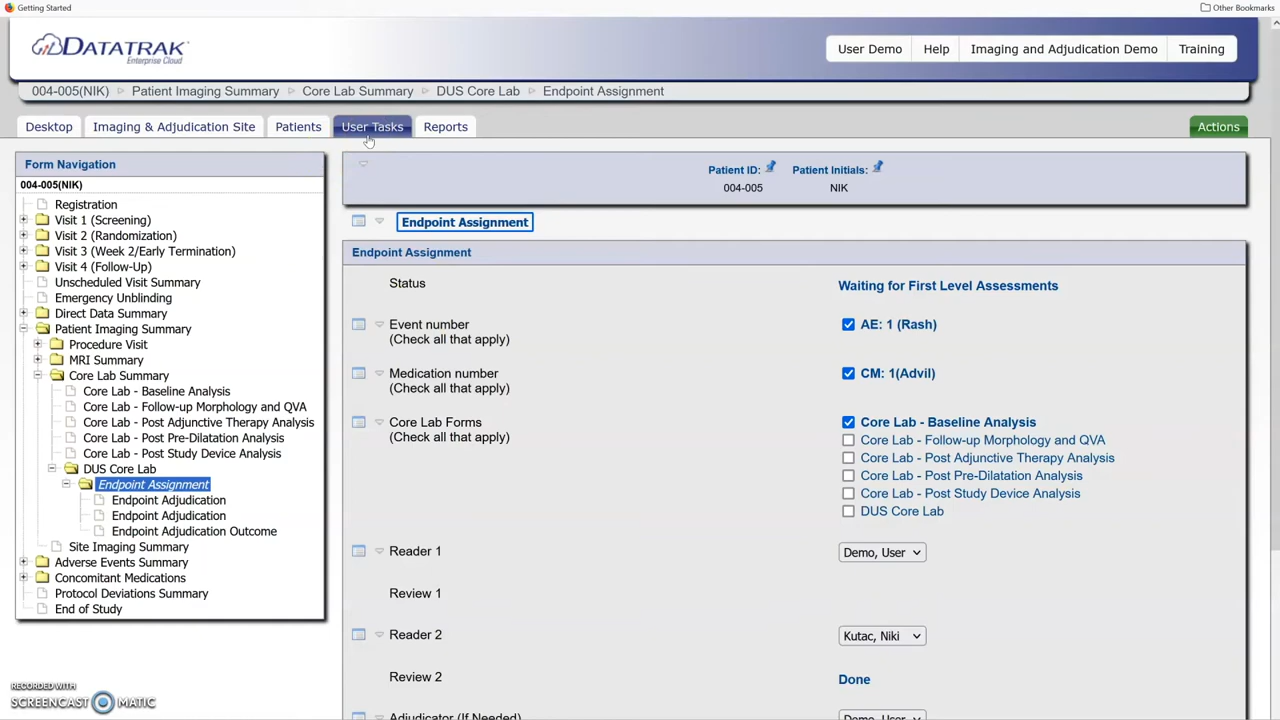 Getting Started
Other Bookmarks
DATATRAK
Enterprise Cloud
User Demo
Help
Imaging and Adjudication Demo
Training
004-005(NIK)
Patient Imaging Summary
Core Lab Summary
DUS Core Lab
Endpoint Assignment
Desktop
Imaging & Adjudication Site
Patients
User Tasks
Reports
Actions
Form Navigation
004-005(NIK)
Registration
Visit 1 (Screening)
Visit 2 (Randomization)
Visit 3 (Week 2/Early Termination)
Visit 4 (Follow-Up)
Unscheduled Visit Summary
Emergency Unblinding
Direct Data Summary
Patient Imaging Summary
Procedure Visit
MRI Summary
Core Lab Summary
Core Lab - Baseline Analysis
Core Lab - Follow-up Morphology and QVA
Core Lab - Post Adjunctive Therapy Analysis
Core Lab - Post Pre-Dilatation Analysis
Core Lab - Post Study Device Analysis
DUS Core Lab
Endpoint Assignment
Endpoint Adjudication
Endpoint Adjudication
Endpoint Adjudication Outcome
Site Imaging Summary
Adverse Events Summary
Concomitant Medications
Protocol Deviations Summary
End of Study
Patient ID:
Patient Initials:
004-005
NIK
Endpoint Assignment
Endpoint Assignment
Status
Waiting for First Level Assessments
Event number
(Check all that apply)
AE: 1 (Rash)
Medication number
(Check all that apply)
CM: 1(Advil)
Core Lab Forms
(Check all that apply)
Core Lab - Baseline Analysis
Core Lab - Follow-up Morphology and QVA
Core Lab - Post Adjunctive Therapy Analysis
Core Lab - Post Pre-Dilatation Analysis
Core Lab - Post Study Device Analysis
DUS Core Lab
Reader 1
Demo, User
Review 1
Reader 2
Kutac, Niki
Review 2
Done
Adjudicator (If Needed)
Demo, User
RECORDED WITH
SCREENCAST MATIC